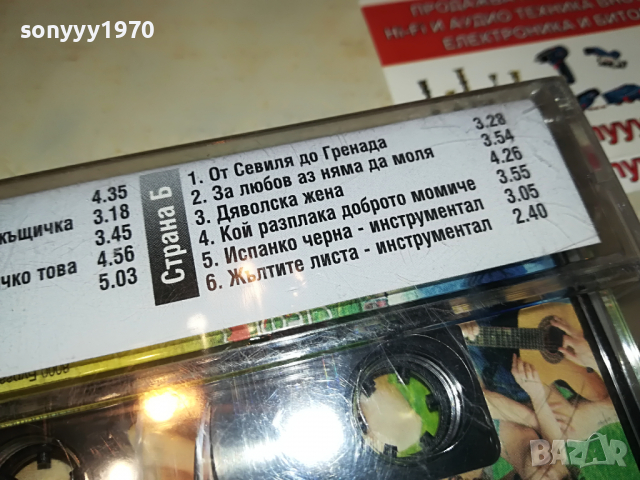 sonyyy1970
ПРОДАЖБА
Hi-Fi И АУДИО ТЕХНИКА
ЕЛЕКТРОНИКА И БИТОВ
4.35
къщичка 3.18
3.45
4.56
чко това 5.03
Страна Б
1. От Севиля до Гренада 3.28
2. За любов аз няма да моля 3.54
3. Дяволска жена 4.26
4. Кой разплака доброто момиче 3.55
5. Испанко черна - инструментал 3.05
6. Жълтите листа - инструментал 2.40
BAZAR